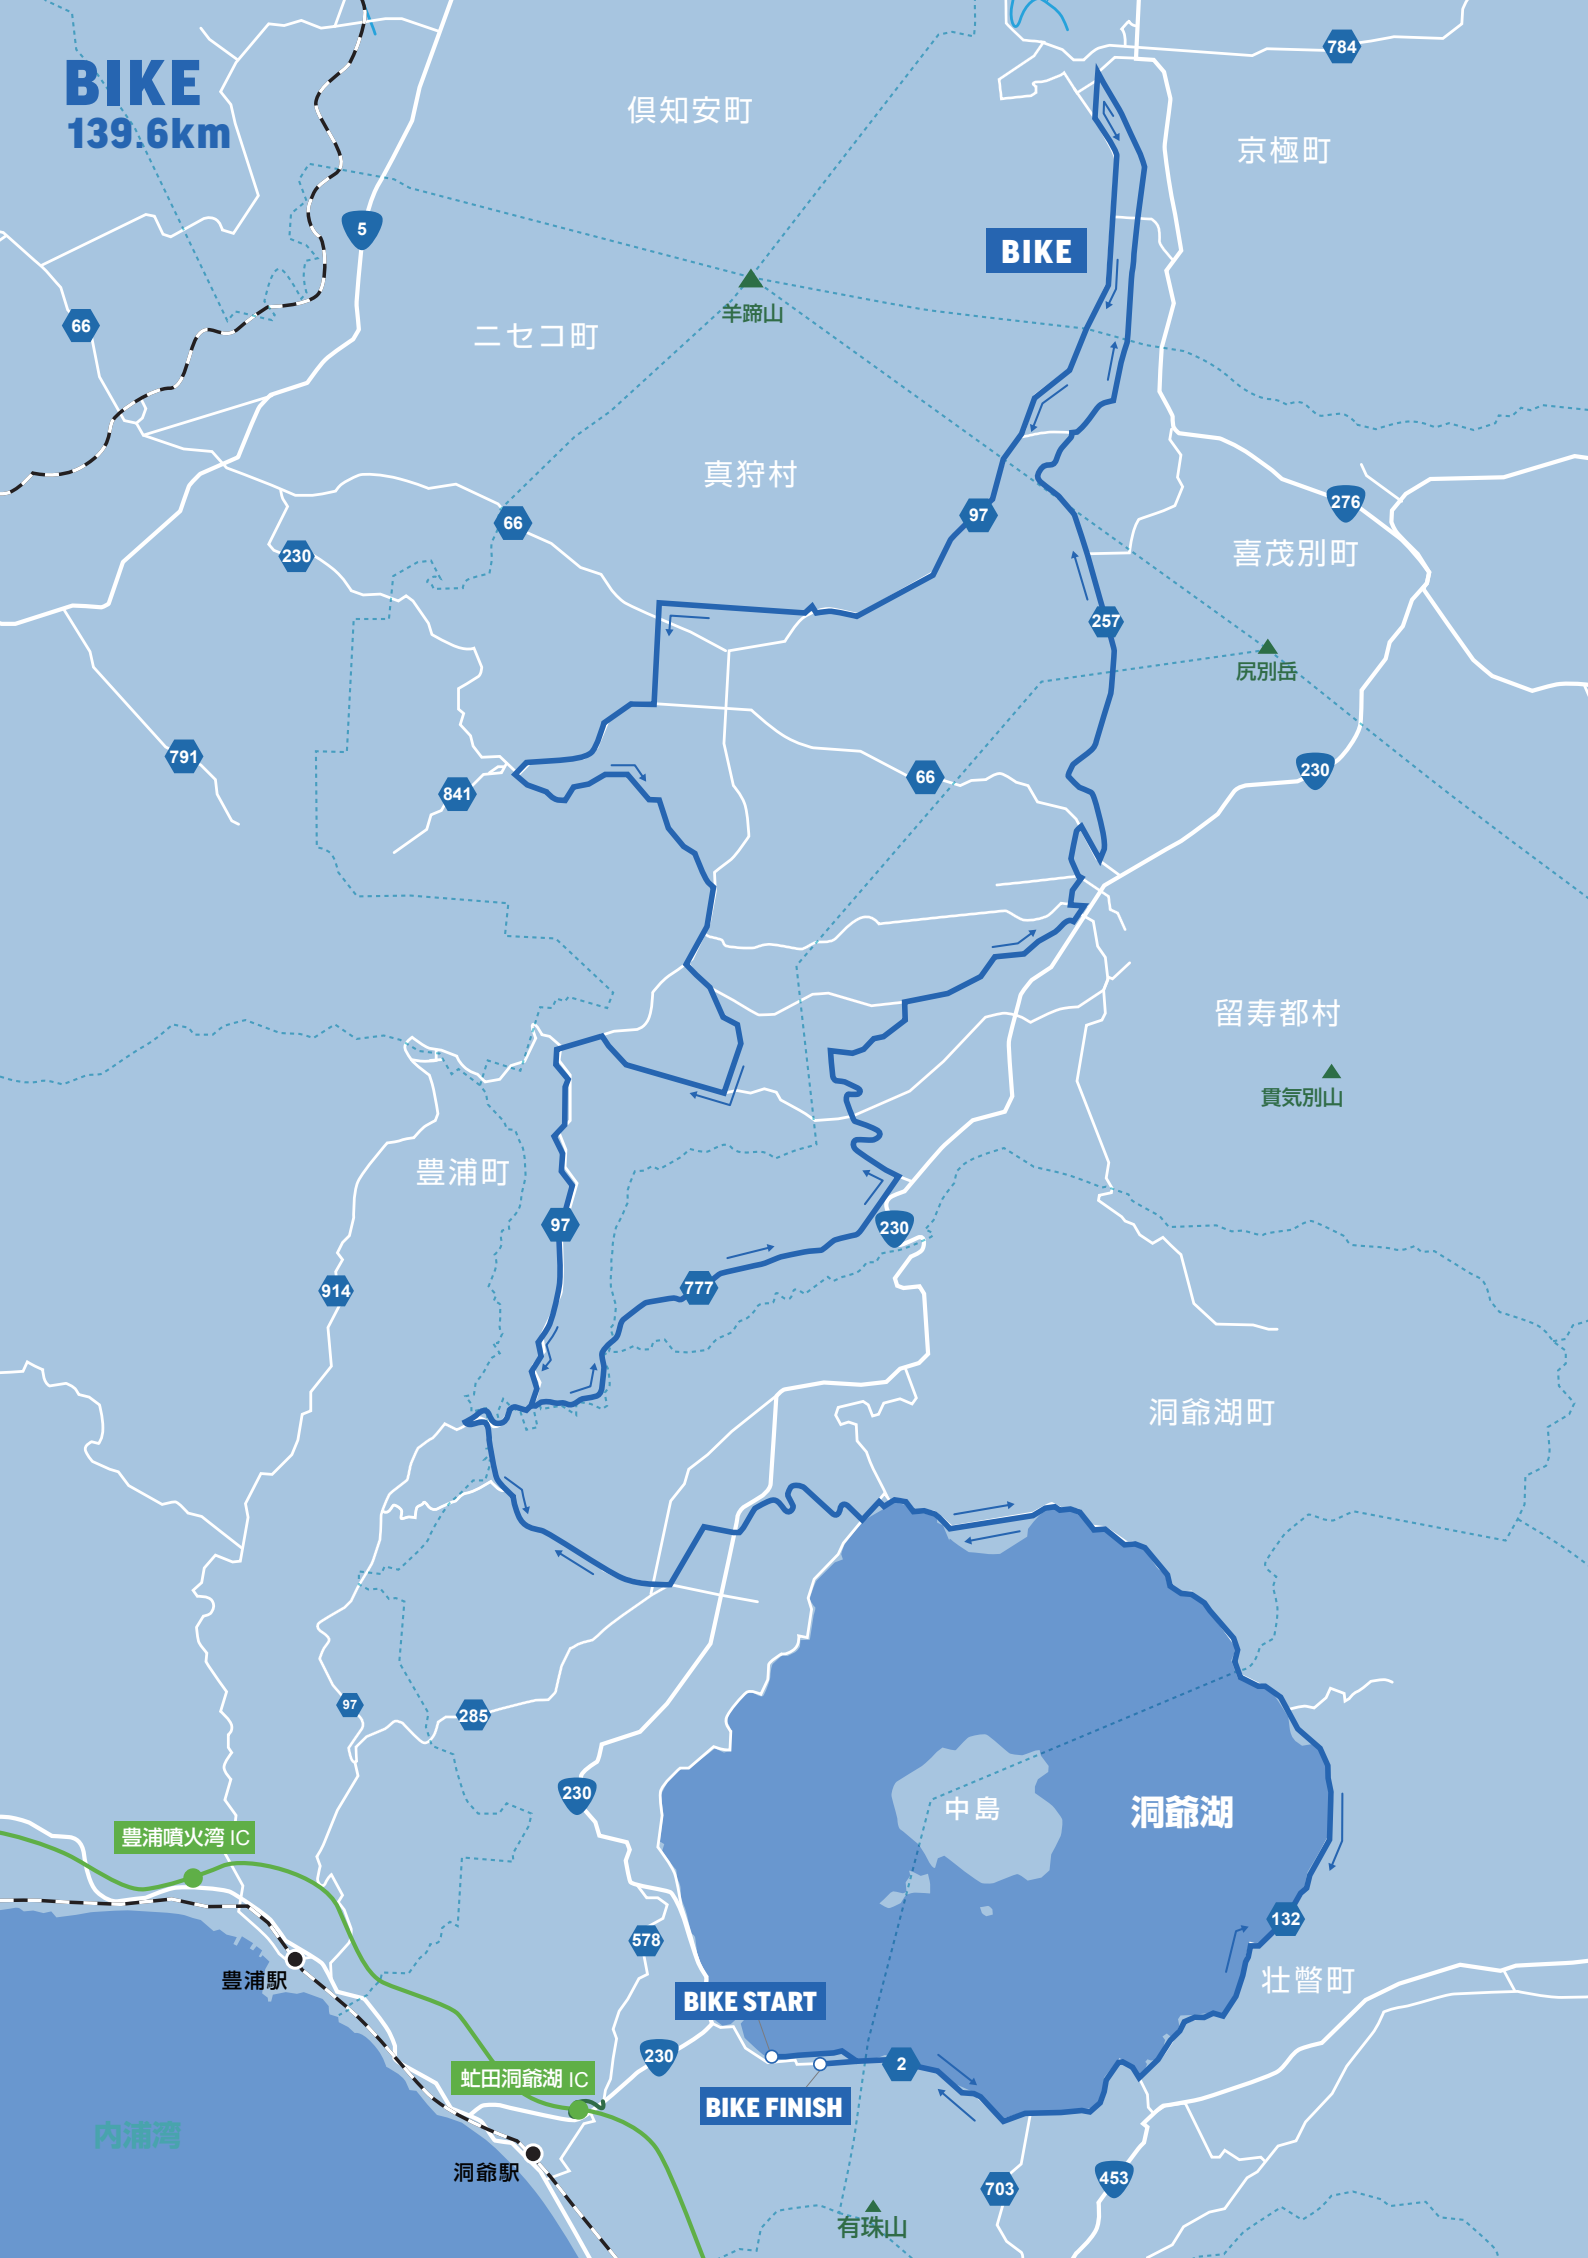 BIKE
139.6km
784
倶知安町
京極町
5
BIKE
66
羊蹄山
ニセコ町
真狩村
276
97
66
喜茂別町
230
257
尻別岳
791
66
230
841
留寿都村
貫気別山
豊浦町
97
230
777
914
洞爺湖町
97
285
230
中島
洞爺湖
豊浦噴火湾 IC
132
578
豊浦駅
壮瞥町
BIKE START
230
2
虻田洞爺湖 IC
BIKE FINISH
内浦湾
洞爺駅
453
703
有珠山